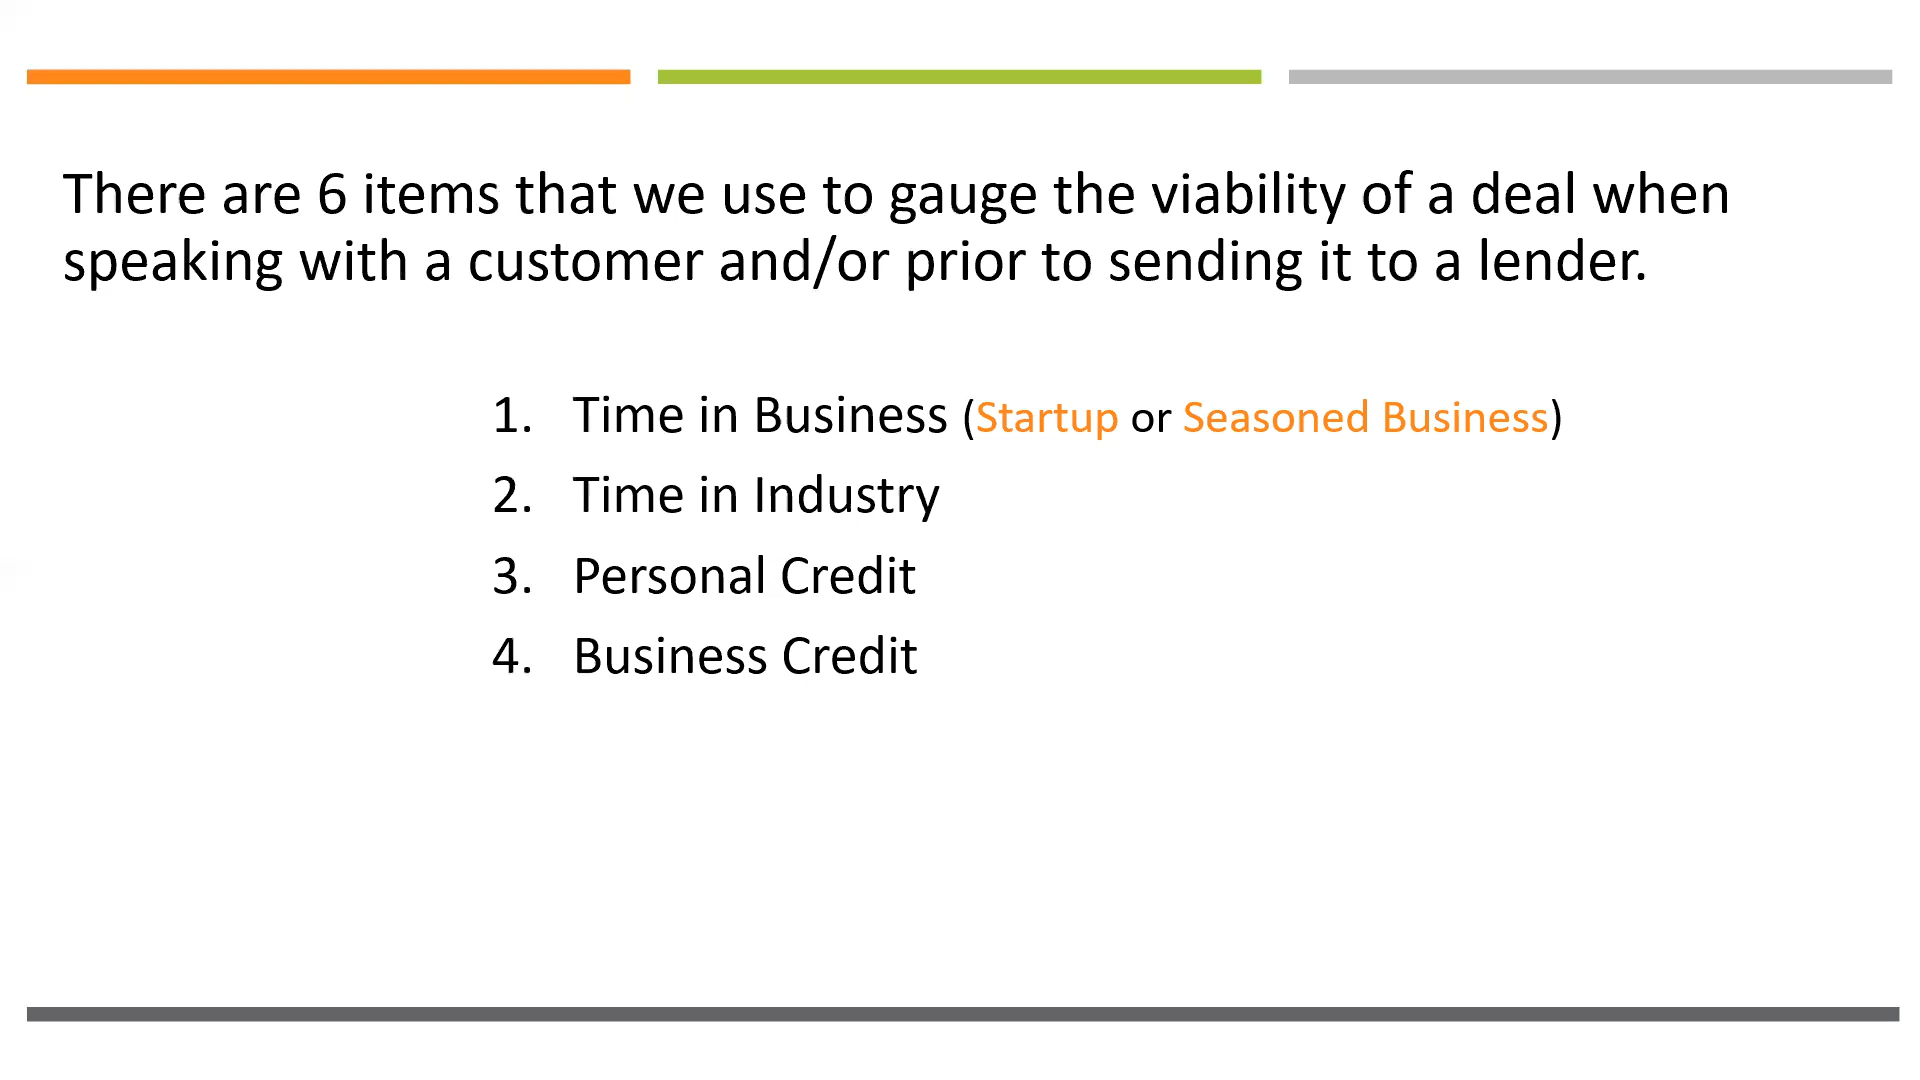 There are 6 items that we use to gauge the viability of a deal when
speaking with a customer and/or prior to sending it to a lender.
1. Time in Business (Startup or Seasoned Business)
2. Time in Industry
3. Personal Credit
4. Business Credit